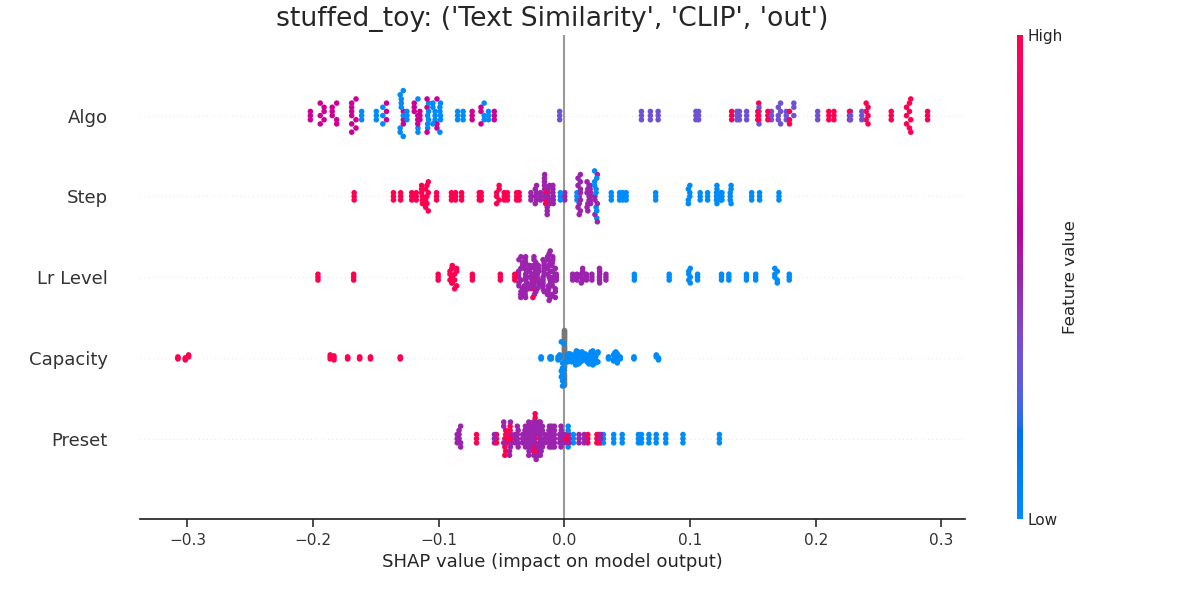 stuffed_toy: ('Text Similarity', 'CLIP', 'out')
High
Algo
Step
Lr Level
Capacity
Preset
Feature value
Low
−0.3
−0.2
−0.1
0.0
0.1
0.2
0.3
SHAP value (impact on model output)